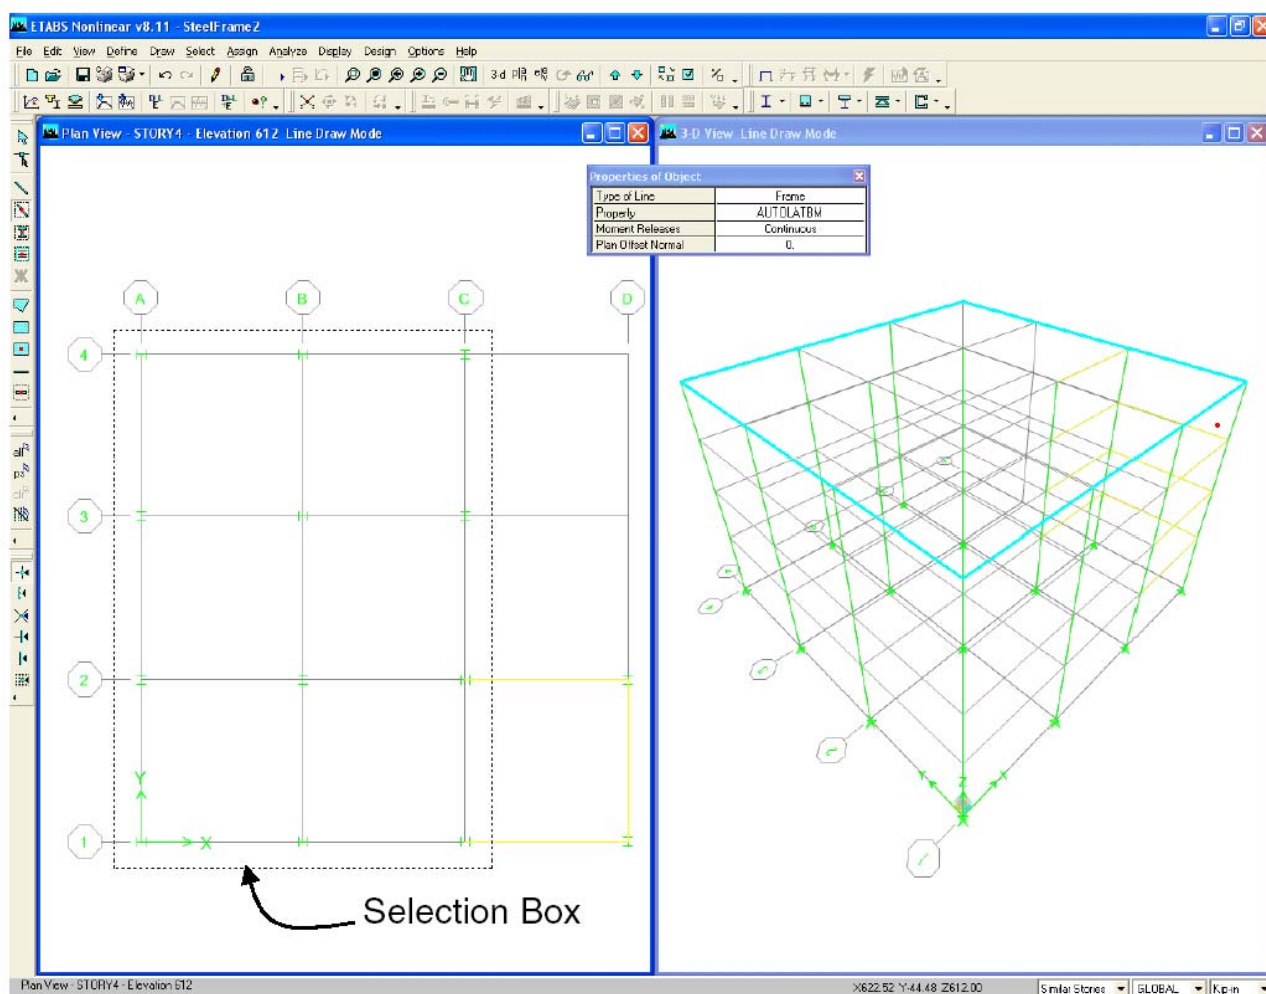 ETABS Nonlinear v8.11 - SteelFrame2
File Edit View Define Draw Select Assign Analyze Display Design Options Help
3-d
Plan View - STORY4 - Elevation 612 Line Draw Mode
3-D View Line Draw Mode
Properties of Object
Type of Line Frame
Property AUTOLATBM
Moment Releases Continuous
Plan Offset Normal 0.
A B C D
4
3
2
1
Y
X
Y
Z
X
all
Selection Box
Plan View - STORY4 - Elevation 612
X622.52 Y-44.48 Z612.00
Similar Stories
GLOBAL
Kip-in